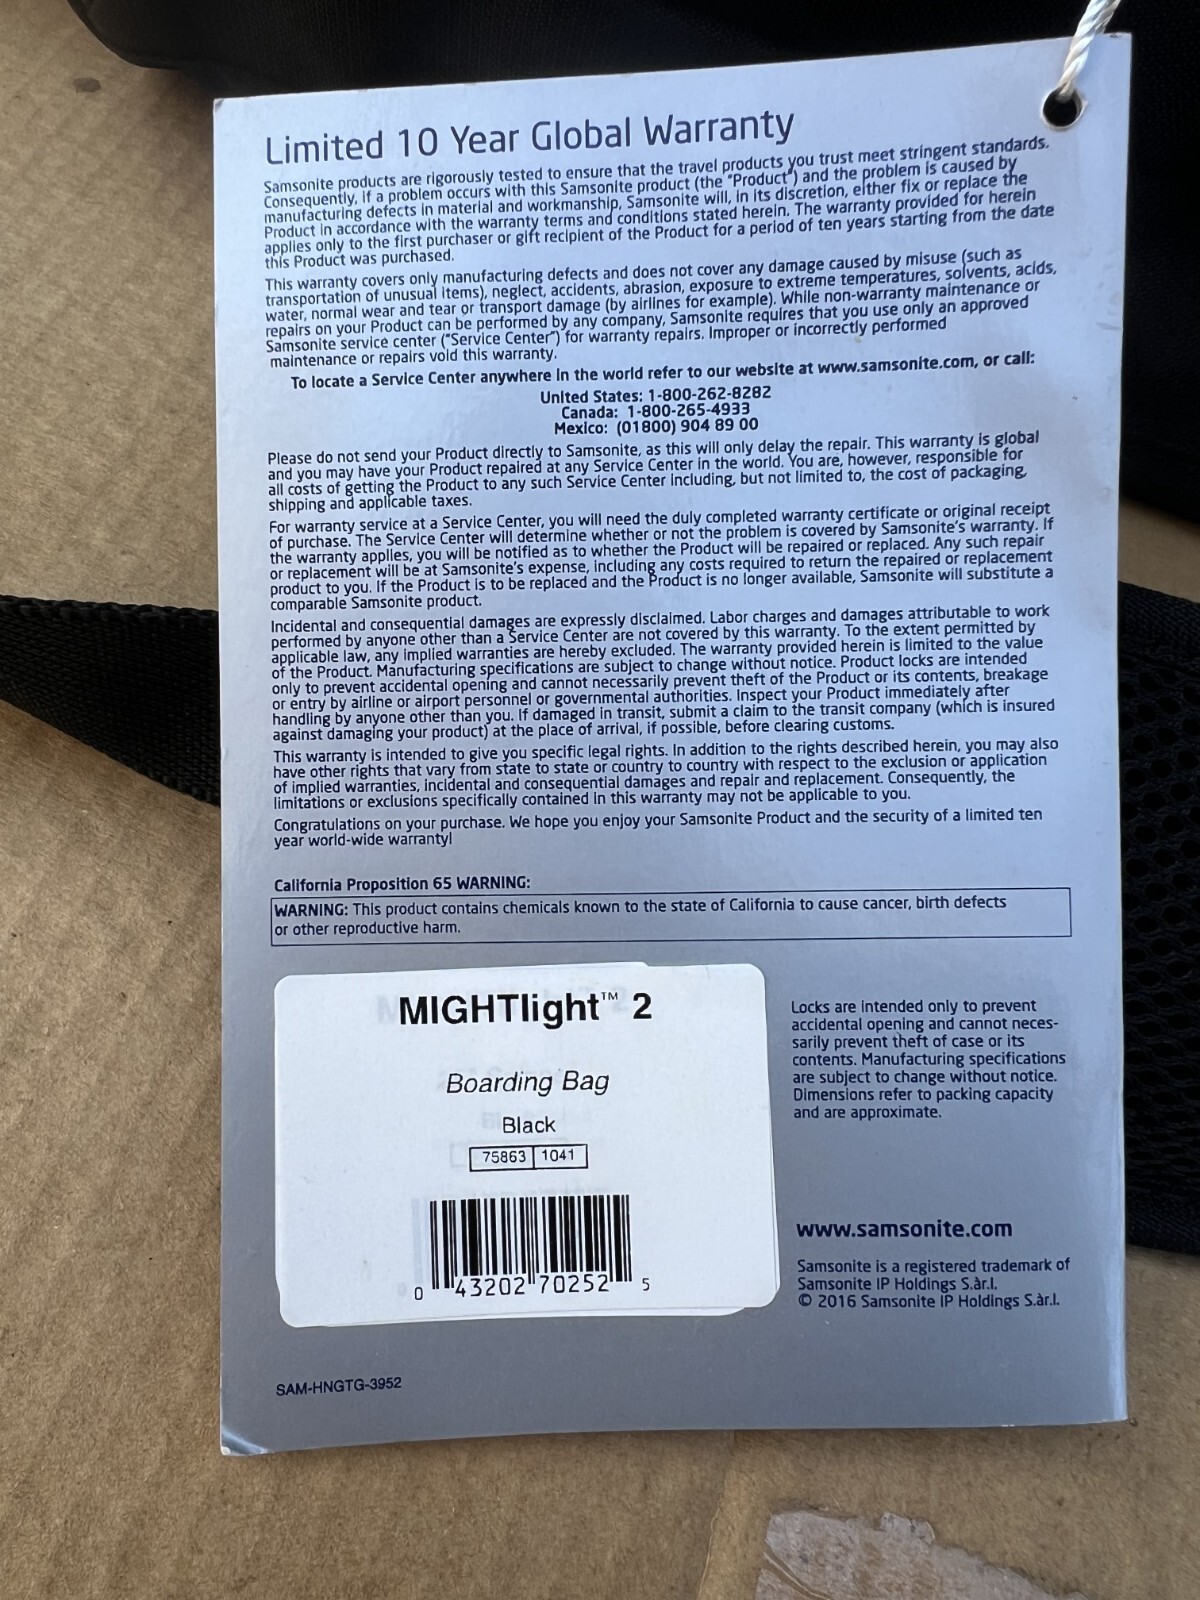 Limited 10 Year Global Warranty
Samsonite products are rigorously tested to ensure that the travel products you trust meet stringent standards.
Consequently, if a problem occurs with this Samsonite product (the "Product") and the problem is caused by
manufacturing defects in material and workmanship, Samsonite will, in its discretion, either fix or replace the
Product in accordance with the warranty terms and conditions stated herein. The warranty provided for herein
applies only to the first purchaser or gift recipient of the Product for a period of ten years starting from the date
this Product was purchased.
This warranty covers only manufacturing defects and does not cover any damage caused by misuse (such as
transportation of unusual items), neglect, accidents, abrasion, exposure to extreme temperatures, solvents, acids,
water, normal wear and tear or transport damage (by airlines for example). While non-warranty maintenance or
repairs on your Product can be performed by any company, Samsonite requires that you use only an approved
Samsonite service center ("Service Center") for warranty repairs. Improper or incorrectly performed
maintenance or repairs void this warranty.
To locate a Service Center anywhere in the world refer to our website at www.samsonite.com, or call:
United States: 1-800-262-8282
Canada: 1-800-265-4933
Mexico: (01800) 904 89 00
Please do not send your Product directly to Samsonite, as this will only delay the repair. This warranty is global
and you may have your Product repaired at any Service Center in the world. You are, however, responsible for
all costs of getting the Product to any such Service Center including, but not limited to, the cost of packaging,
shipping and applicable taxes.
For warranty service at a Service Center, you will need the duly completed warranty certificate or original receipt
of purchase. The Service Center will determine whether or not the problem is covered by Samsonite's warranty. If
the warranty applies, you will be notified as to whether the Product will be repaired or replaced. Any such repair
or replacement will be at Samsonite's expense, including any costs required to return the repaired or replacement
product to you. If the Product is to be replaced and the Product is no longer available, Samsonite will substitute a
comparable Samsonite product.
Incidental and consequential damages are expressly disclaimed. Labor charges and damages attributable to work
performed by anyone other than a Service Center are not covered by this warranty. To the extent permitted by
applicable law, any implied warranties are hereby excluded. The warranty provided herein is limited to the value
of the Product. Manufacturing specifications are subject to change without notice. Product locks are intended
only to prevent accidental opening and cannot necessarily prevent theft of the Product or its contents, breakage
or entry by airline or airport personnel or governmental authorities. Inspect your Product immediately after
handling by anyone other than you. If damaged in transit, submit a claim to the transit company (which is insured
against damaging your product) at the place of arrival, if possible, before clearing customs.
This warranty is intended to give you specific legal rights. In addition to the rights described herein, you may also
have other rights that vary from state to state or country to country with respect to the exclusion or application
of implied warranties, incidental and consequential damages and repair and replacement. Consequently, the
limitations or exclusions specifically contained in this warranty may not be applicable to you.
Congratulations on your purchase. We hope you enjoy your Samsonite Product and the security of a limited ten
year world-wide warranty!
California Proposition 65 WARNING:
WARNING: This product contains chemicals known to the state of California to cause cancer, birth defects
or other reproductive harm.
MIGHTlight™ 2
Boarding Bag
Black
75863 1041
0 43202 70252 5
Locks are intended only to prevent
accidental opening and cannot neces-
sarily prevent theft of case or its
contents. Manufacturing specifications
are subject to change without notice.
Dimensions refer to packing capacity
and are approximate.
www.samsonite.com
Samsonite is a registered trademark of
Samsonite IP Holdings S.àr.l.
© 2016 Samsonite IP Holdings S.àr.l.
SAM-HNGTG-3952